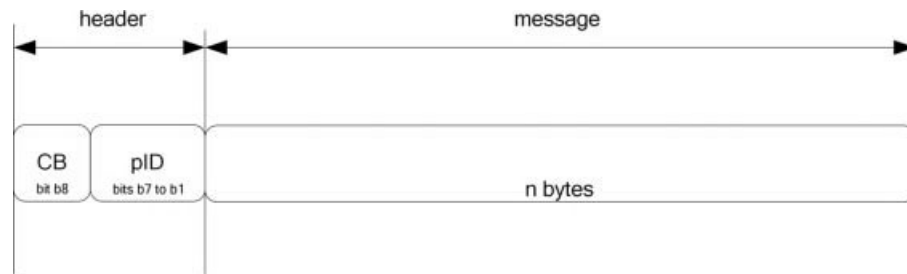 header
message
CB
bit b8
pID
bits b7 to b1
n bytes